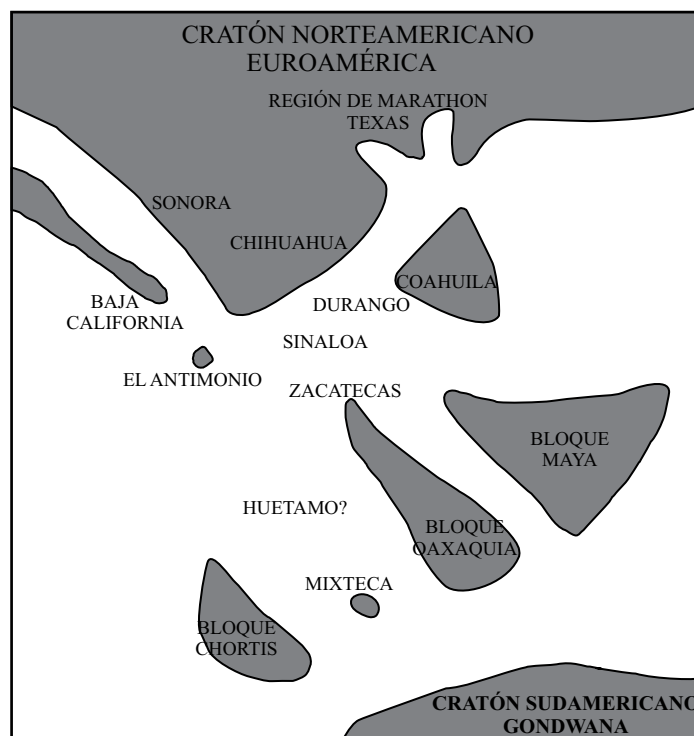 CRATÓN NORTEAMERICANO
EUROAMÉRICA
REGIÓN DE MARATHON
TEXAS
SONORA
CHIHUAHUA
COAHUILA
BAJA
CALIFORNIA
DURANGO
SINALOA
EL ANTIMONIO
ZACATECAS
BLOQUE
MAYA
HUETAMO?
BLOQUE
OAXAQUIA
MIXTECA
BLOQUE
CHORTIS
CRATÓN SUDAMERICANO
GONDWANA